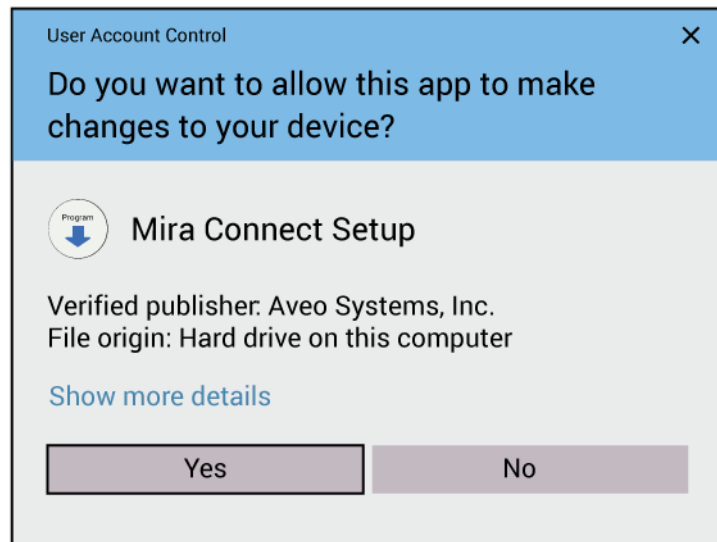 User Account Control
Do you want to allow this app to make
changes to your device?
Program
Mira Connect Setup
Verified publisher: Aveo Systems, Inc.
File origin: Hard drive on this computer
Show more details
Yes
No